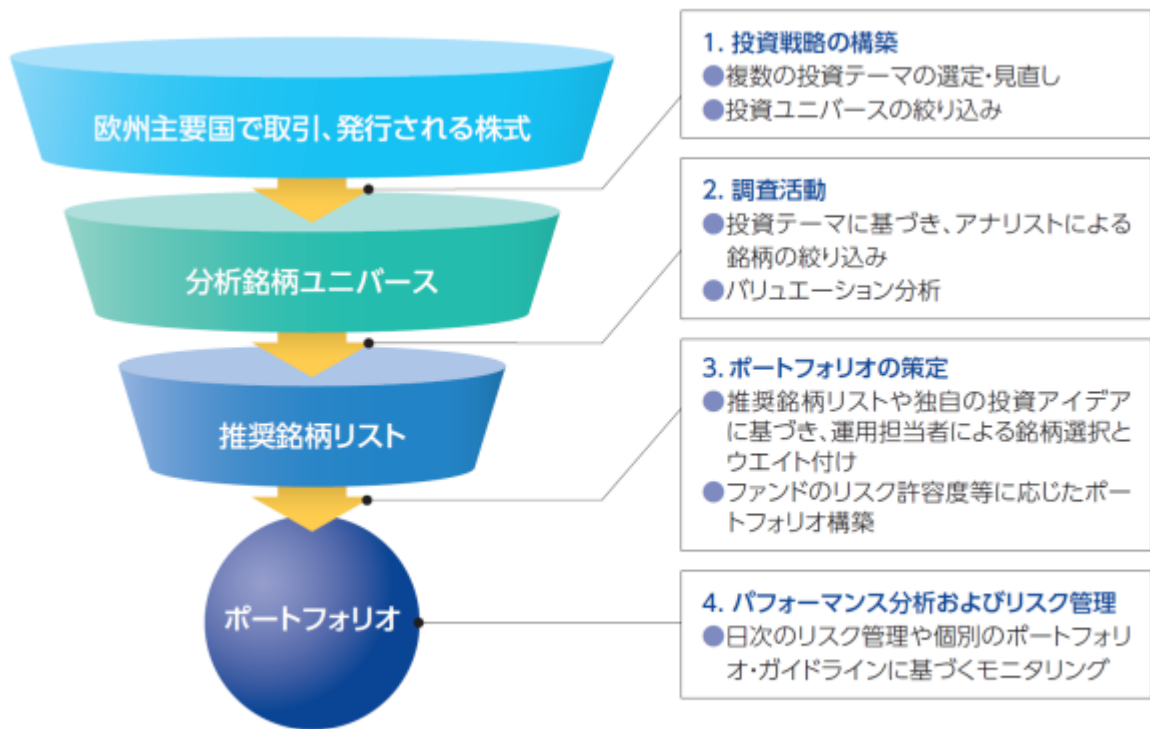 欧州主要国で取引、発行される株式
分析銘柄ユニバース
推奨銘柄リスト
ポートフォリオ
1. 投資戦略の構築
●複数の投資テーマの選定・見直し
●投資ユニバースの絞り込み
2. 調査活動
●投資テーマに基づき、アナリストによる
銘柄の絞り込み
●バリュエーション分析
3. ポートフォリオの策定
●推奨銘柄リストや独自の投資アイデア
に基づき、運用担当者による銘柄選択と
ウエイト付け
●ファンドのリスク許容度等に応じたポー
トフォリオ構築
4. パフォーマンス分析およびリスク管理
●日次のリスク管理や個別のポートフォリ
オ・ガイドラインに基づくモニタリング